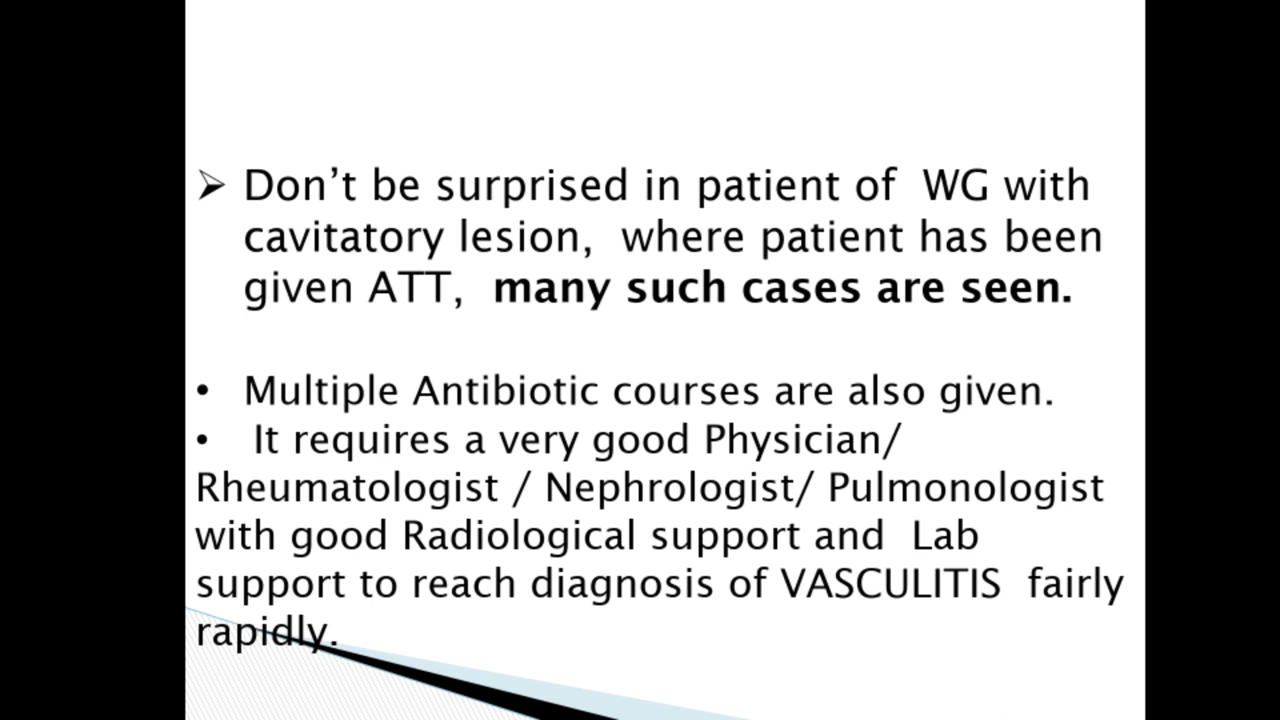 ➢ Don't be surprised in patient of  WG with
cavitatory lesion,  where patient has been
given ATT,  many such cases are seen.
•  Multiple Antibiotic courses are also given.
•  It requires a very good Physician/
Rheumatologist / Nephrologist/ Pulmonologist
with good Radiological support and  Lab
support to reach diagnosis of VASCULITIS  fairly
rapidly.